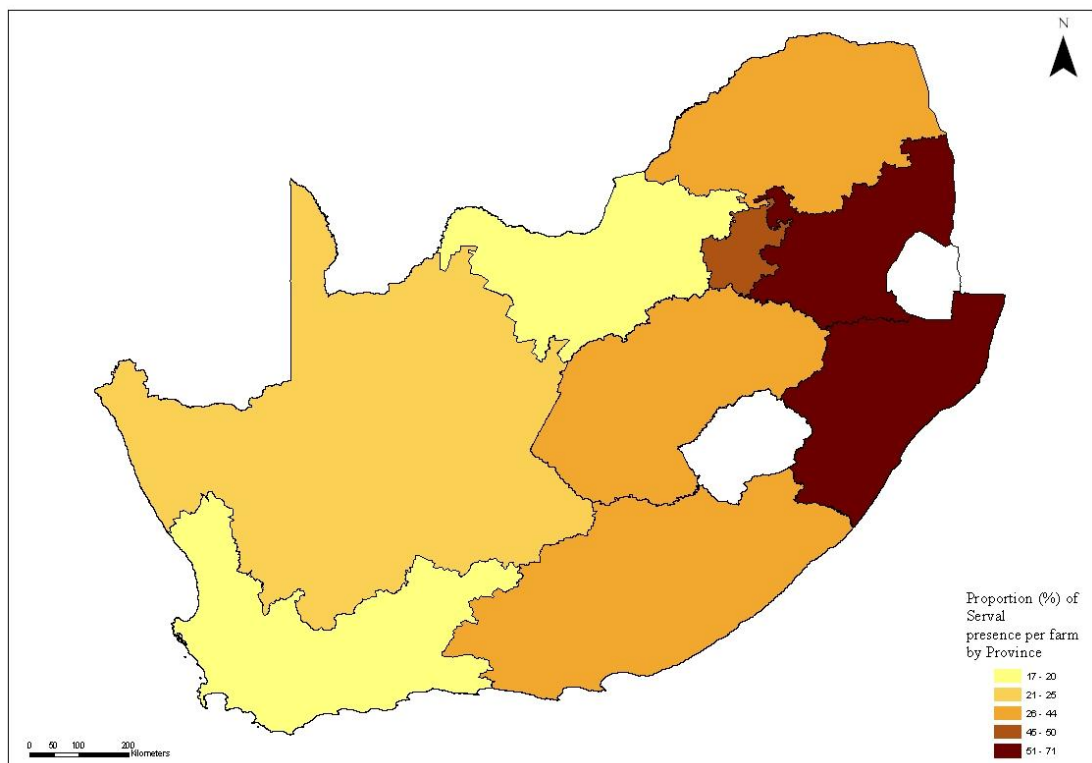 N
Proportion (%) of
Serval
presence per farm
by Province
17 - 20
21 - 25
26 - 44
45 - 50
51 - 71
0 50 100 200
Kilometers